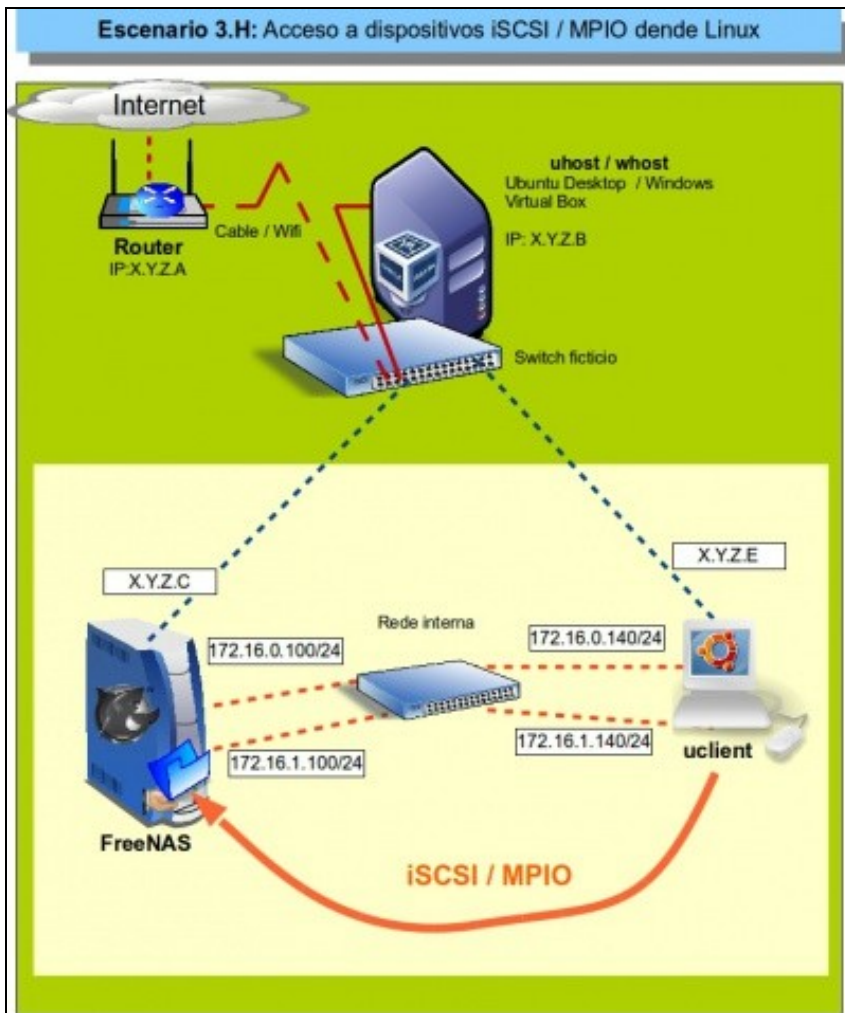 Escenario 3.H: Acceso a dispositivos iSCSI / MPIO dende Linux
Internet
uhost / whost
Ubuntu Desktop / Windows
Virtual Box
IP: X.Y.Z.B
Cable / Wifi
Router
IP:X.Y.Z.A
Switch ficticio
X.Y.Z.C
X.Y.Z.E
Rede interna
172.16.0.100/24
172.16.0.140/24
172.16.1.100/24
172.16.1.140/24
uclient
FreeNAS
iSCSI / MPIO